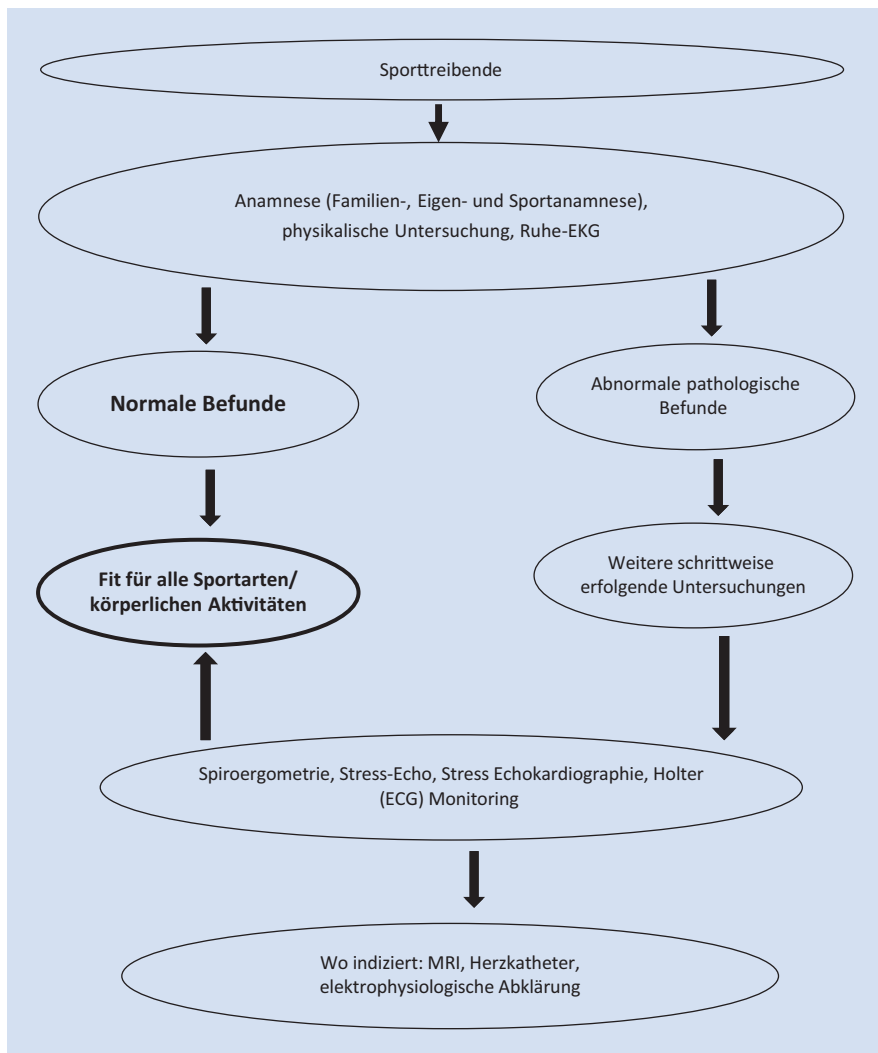 Sporttreibende
Anamnese (Familien-, Eigen- und Sportanamnese),
physikalische Untersuchung, Ruhe-EKG
Normale Befunde
Abnormale pathologische
Befunde
Fit für alle Sportarten/
körperlichen Aktivitäten
Weitere schrittweise
erfolgende Untersuchungen
Spiroergometrie, Stress-Echo, Stress Echokardiographie, Holter
(ECG) Monitoring
Wo indiziert: MRI, Herzkatheter,
elektrophysiologische Abklärung